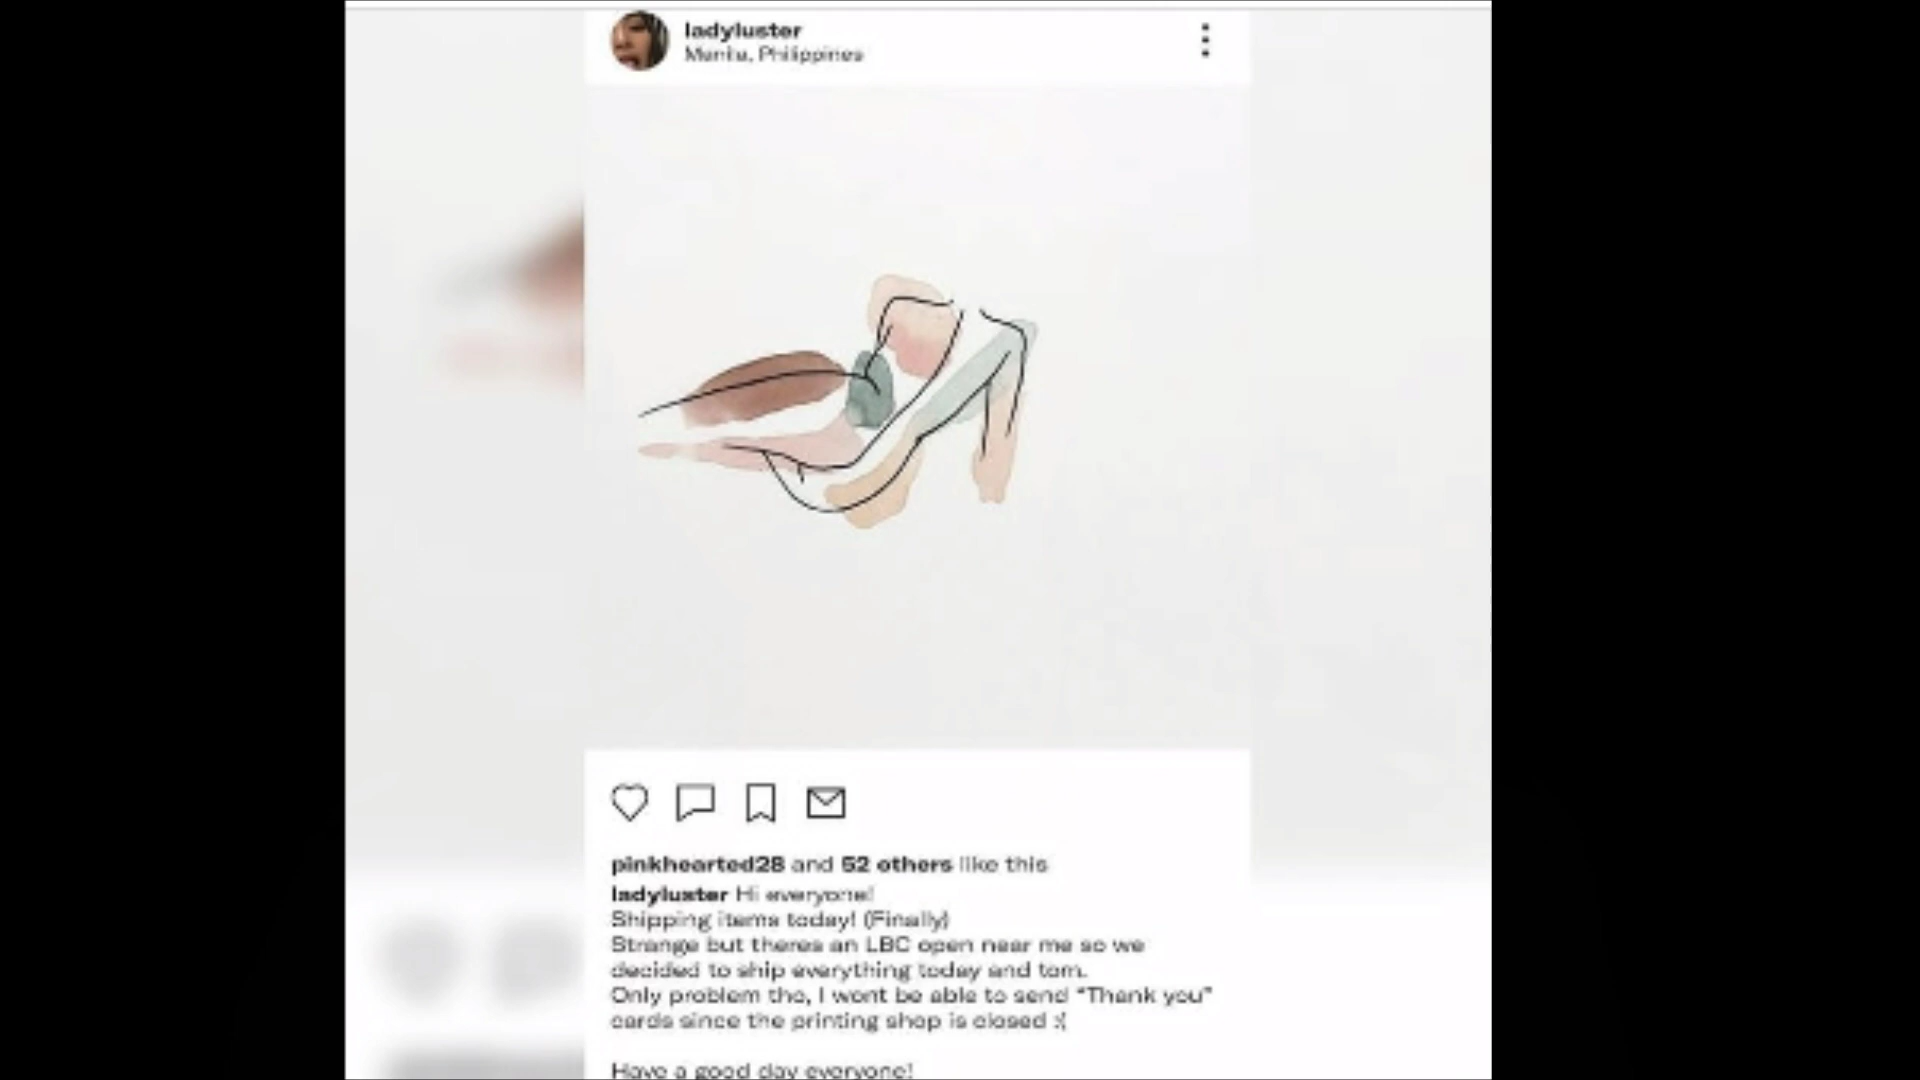 ladyluster
Manila, Philippines
pinkhearted28 and 52 others like this
ladyluster Hi everyone!
Shipping items today! (Finally)
Strange but theres an LBC open near me so we
decided to ship everything today and tom.
Only problem tho, I wont be able to send “Thank you”
cards since the printing shop is closed :(
Have a good day everyone!